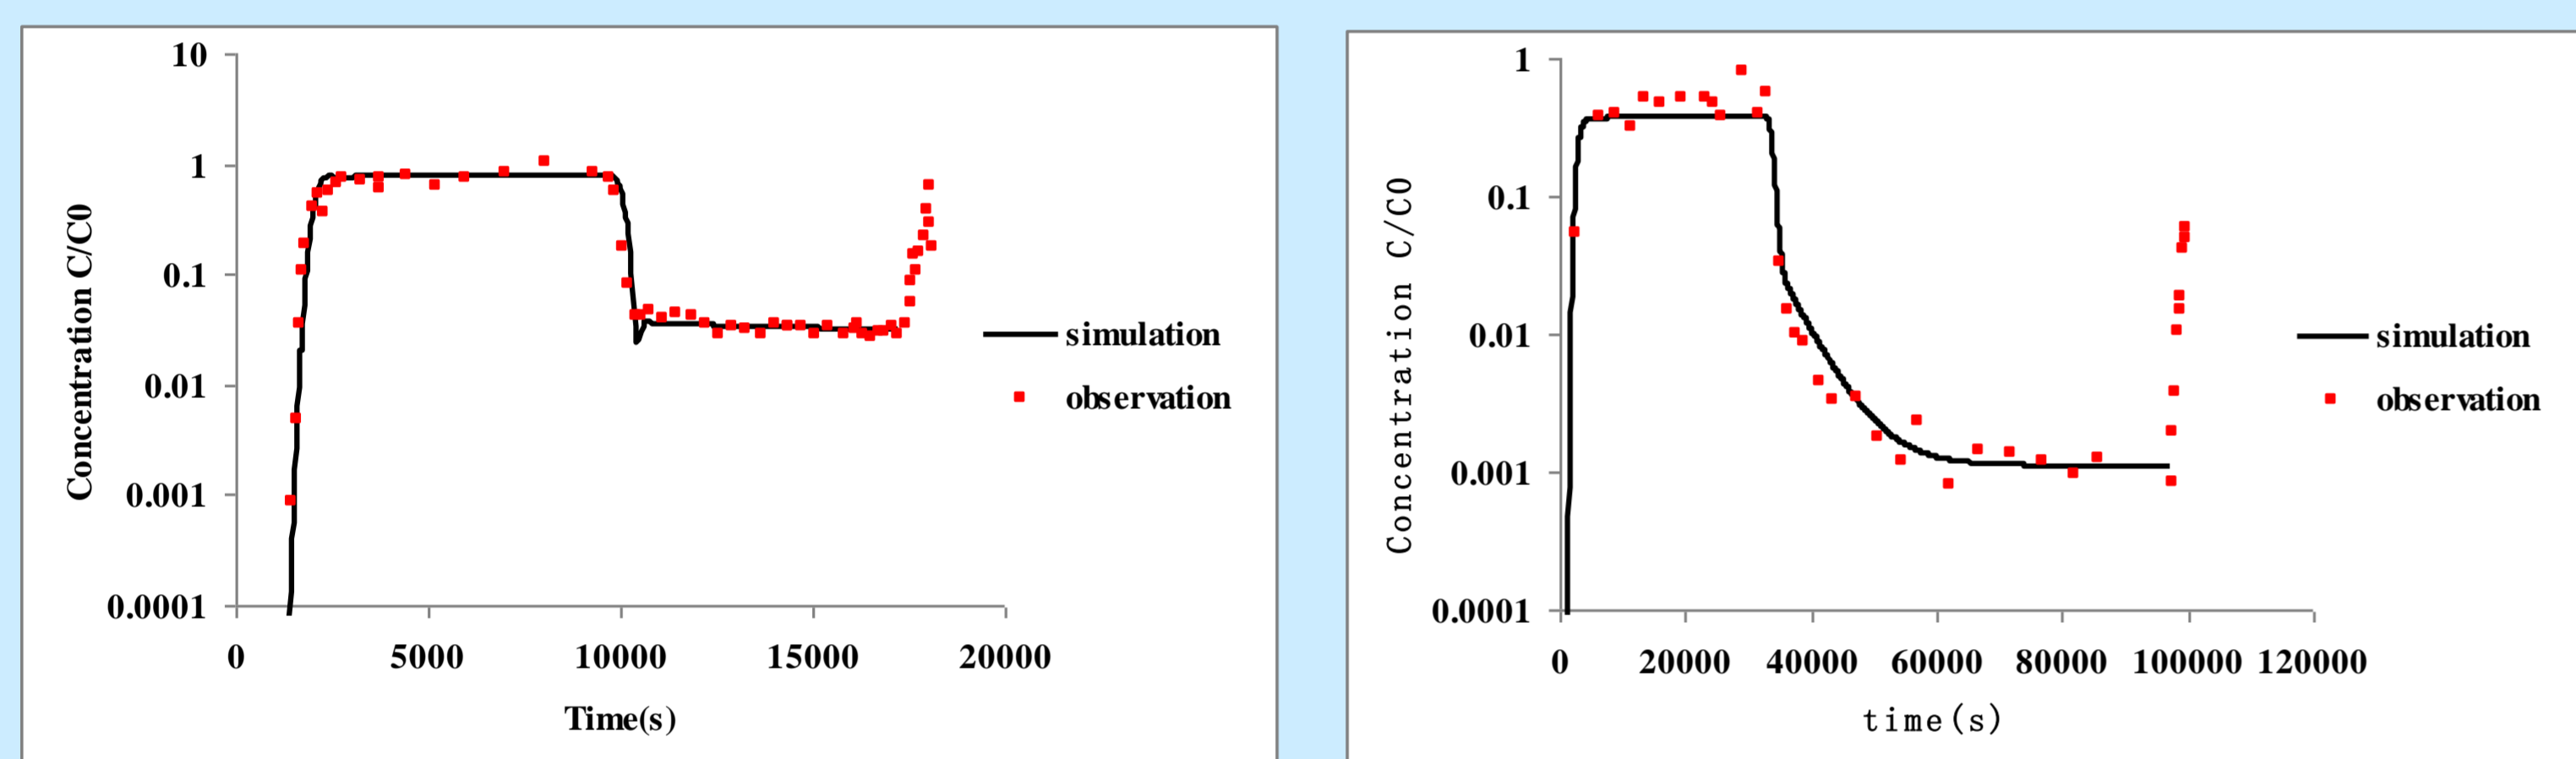 10
1
0.1
0.01
0.001
0.0001
0 5000 10000 15000 20000
Concentration C/C0
Time(s)
simulation
observation
1
0.1
0.01
0.001
0.0001
0 20000 40000 60000 80000 100000 120000
Concentration C/C0
time(s)
simulation
observation